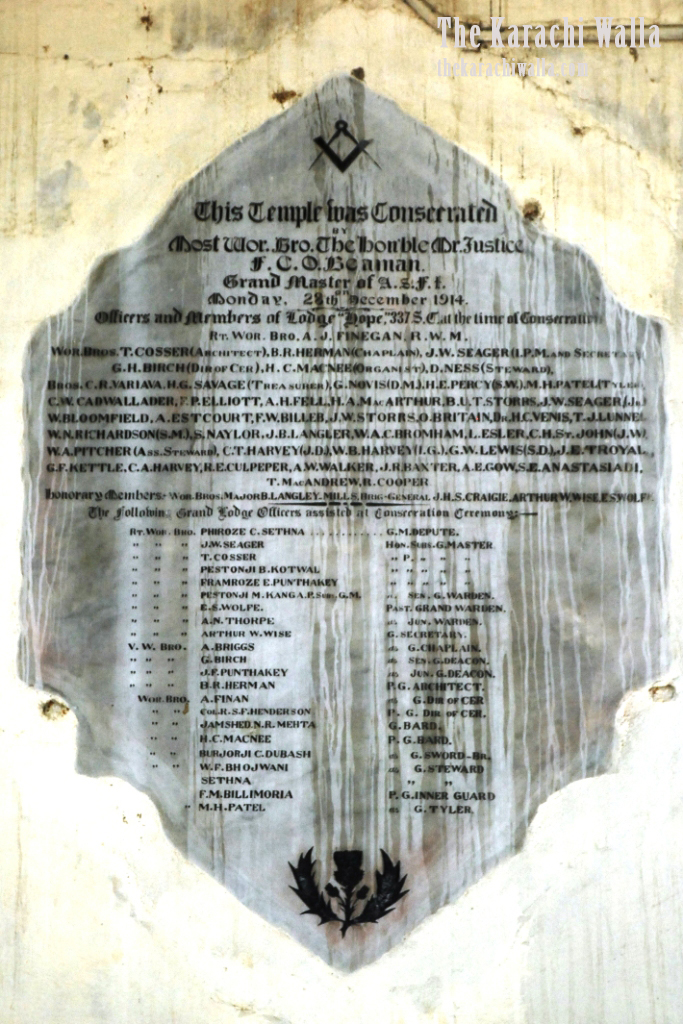 The Karachi Walla
thekarachiwalla.com
This Temple was Consecrated
BY
Most Wor. Bro. The Hon'ble Mr. Justice
F. C. O. Beaman.
Grand Master of A.S.F.I.
Monday, 28th December 1914.
Officers and Members of Lodge "Hope," 337 S.C. at the time of Consecration
RT. WOR. BRO. A. J. FINEGAN, R. W. M.
WOR. BROS. T. COSSER (ARCHITECT), B.R. HERMAN (CHAPLAIN), J.W. SEAGER (I.P.M. AND SECRETARY
G.H. BIRCH (DIR OF CER), H. C. MACNEE (ORGANIST), D. NESS (STEWARD),
BROS. C.R. VARIAVA, H.G. SAVAGE (TREASURER), G. NOVIS (D.M.), H.E. PERCY (S.W.), M.H. PATEL (TYLER)
C.W. CADWALLADER, F.P. ELLIOTT, A.H. FELL, H.A. MACARTHUR, B.U.T. STORRS, J.W. SEAGER (JR)
W. BLOOMFIELD, A. ESTCOURT, F.W. BILLEB, J.W. STORRS, O. BRITAIN, DR. H.C. VENIS, T.J. LUNNEL
W.N. RICHARDSON (S.M.), S. NAYLOR, J.B. LANGLER, W.A.C. BROMHAM, L. ESLER, C.H. ST. JOHN (J.W)
W.A. PITCHER (ASS. STEWARD), C.T. HARVEY (J.D), W.B. HARVEY (I.G.), G.W. LEWIS (S.D.), J.E. TROYAL,
G.F. KETTLE, C.A. HARVEY, R.E. CULPEPER, A.W. WALKER, J.R. BAXTER, A.E. GOW, S.E. ANASTASIADI,
T. MACANDREW, R. COOPER
Honorary Members:- WOR. BROS. MAJOR B. LANGLEY. MILLS, BRIG-GENERAL J.H.S. CRAIGIE, ARTHUR W. WISE, E S WOLFE
The Following Grand Lodge Officers assisted at Consecration Ceremony:—
RT. WOR. BRO. PHIROZE C. SETHNA ............ G.M. DEPUTE.
" " " J.W. SEAGER HON. SUBS. G. MASTER
" " " T. COSSER " P. " " "
" " " PESTONJI B. KOTWAL " " " " "
" " " FRAMROZE E. PUNTHAKEY " " " " "
" " " PESTONJI M. KANGA P. SUBS. G.M. SEN. G. WARDEN.
" " " E.S. WOLFE. PAST. GRAND WARDEN.
" " " A.N. THORPE JUN. WARDEN.
" " " ARTHUR W. WISE G. SECRETARY.
V. W. BRO. A. BRIGGS G. CHAPLAIN.
" " " G. BIRCH SEN. G. DEACON.
" " " J.F. PUNTHAKEY JUN. G. DEACON.
" " " B.R. HERMAN P. G. ARCHITECT.
WOR. BRO. A. FINAN G. DIR OF CER
" " COL. R.S.F. HENDERSON P. G. DIR OF CER.
" " JAMSHED. N.R. MEHTA G. BARD.
" " H.C. MACNEE P. G. BARD.
" " BURJORJI C. DUBASH G. SWORD-BR.
" " W.F. BHOJWANI G. STEWARD
SETHNA " "
F.M. BILLIMORIA P. G. INNER GUARD
" M.H. PATEL G. TYLER.